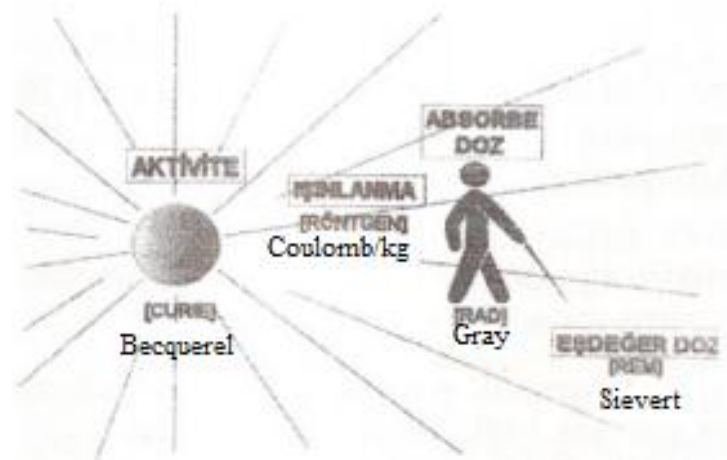 AKTİVİTE
[CURIE]
Becquerel
IŞINLANMA
[RÖNTGEN]
Coulomb/kg
ABSORBE
DOZ
[RAD]
Gray
EŞDEĞER DOZ
[REM]
Sievert